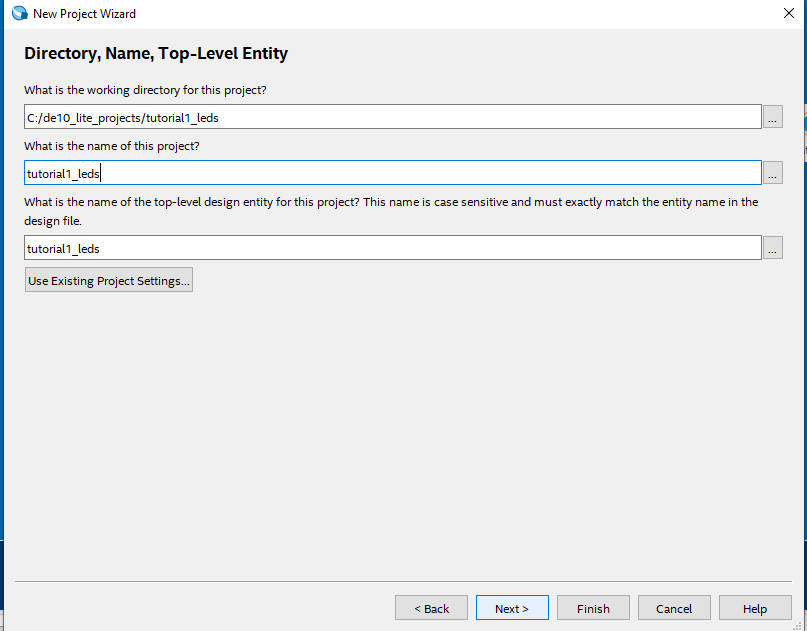 New Project Wizard
Directory, Name, Top-Level Entity
What is the working directory for this project?
C:/de10_lite_projects/tutorial1_leds
...
What is the name of this project?
tutorial1_leds
...
What is the name of the top-level design entity for this project? This name is case sensitive and must exactly match the entity name in the
design file.
tutorial1_leds
...
Use Existing Project Settings...
< Back
Next >
Finish
Cancel
Help